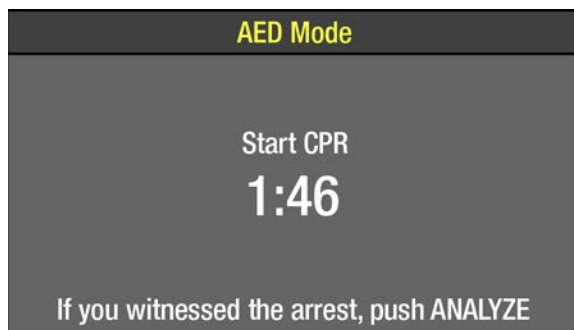 AED Mode
Start CPR
1:46
If you witnessed the arrest, push ANALYZE